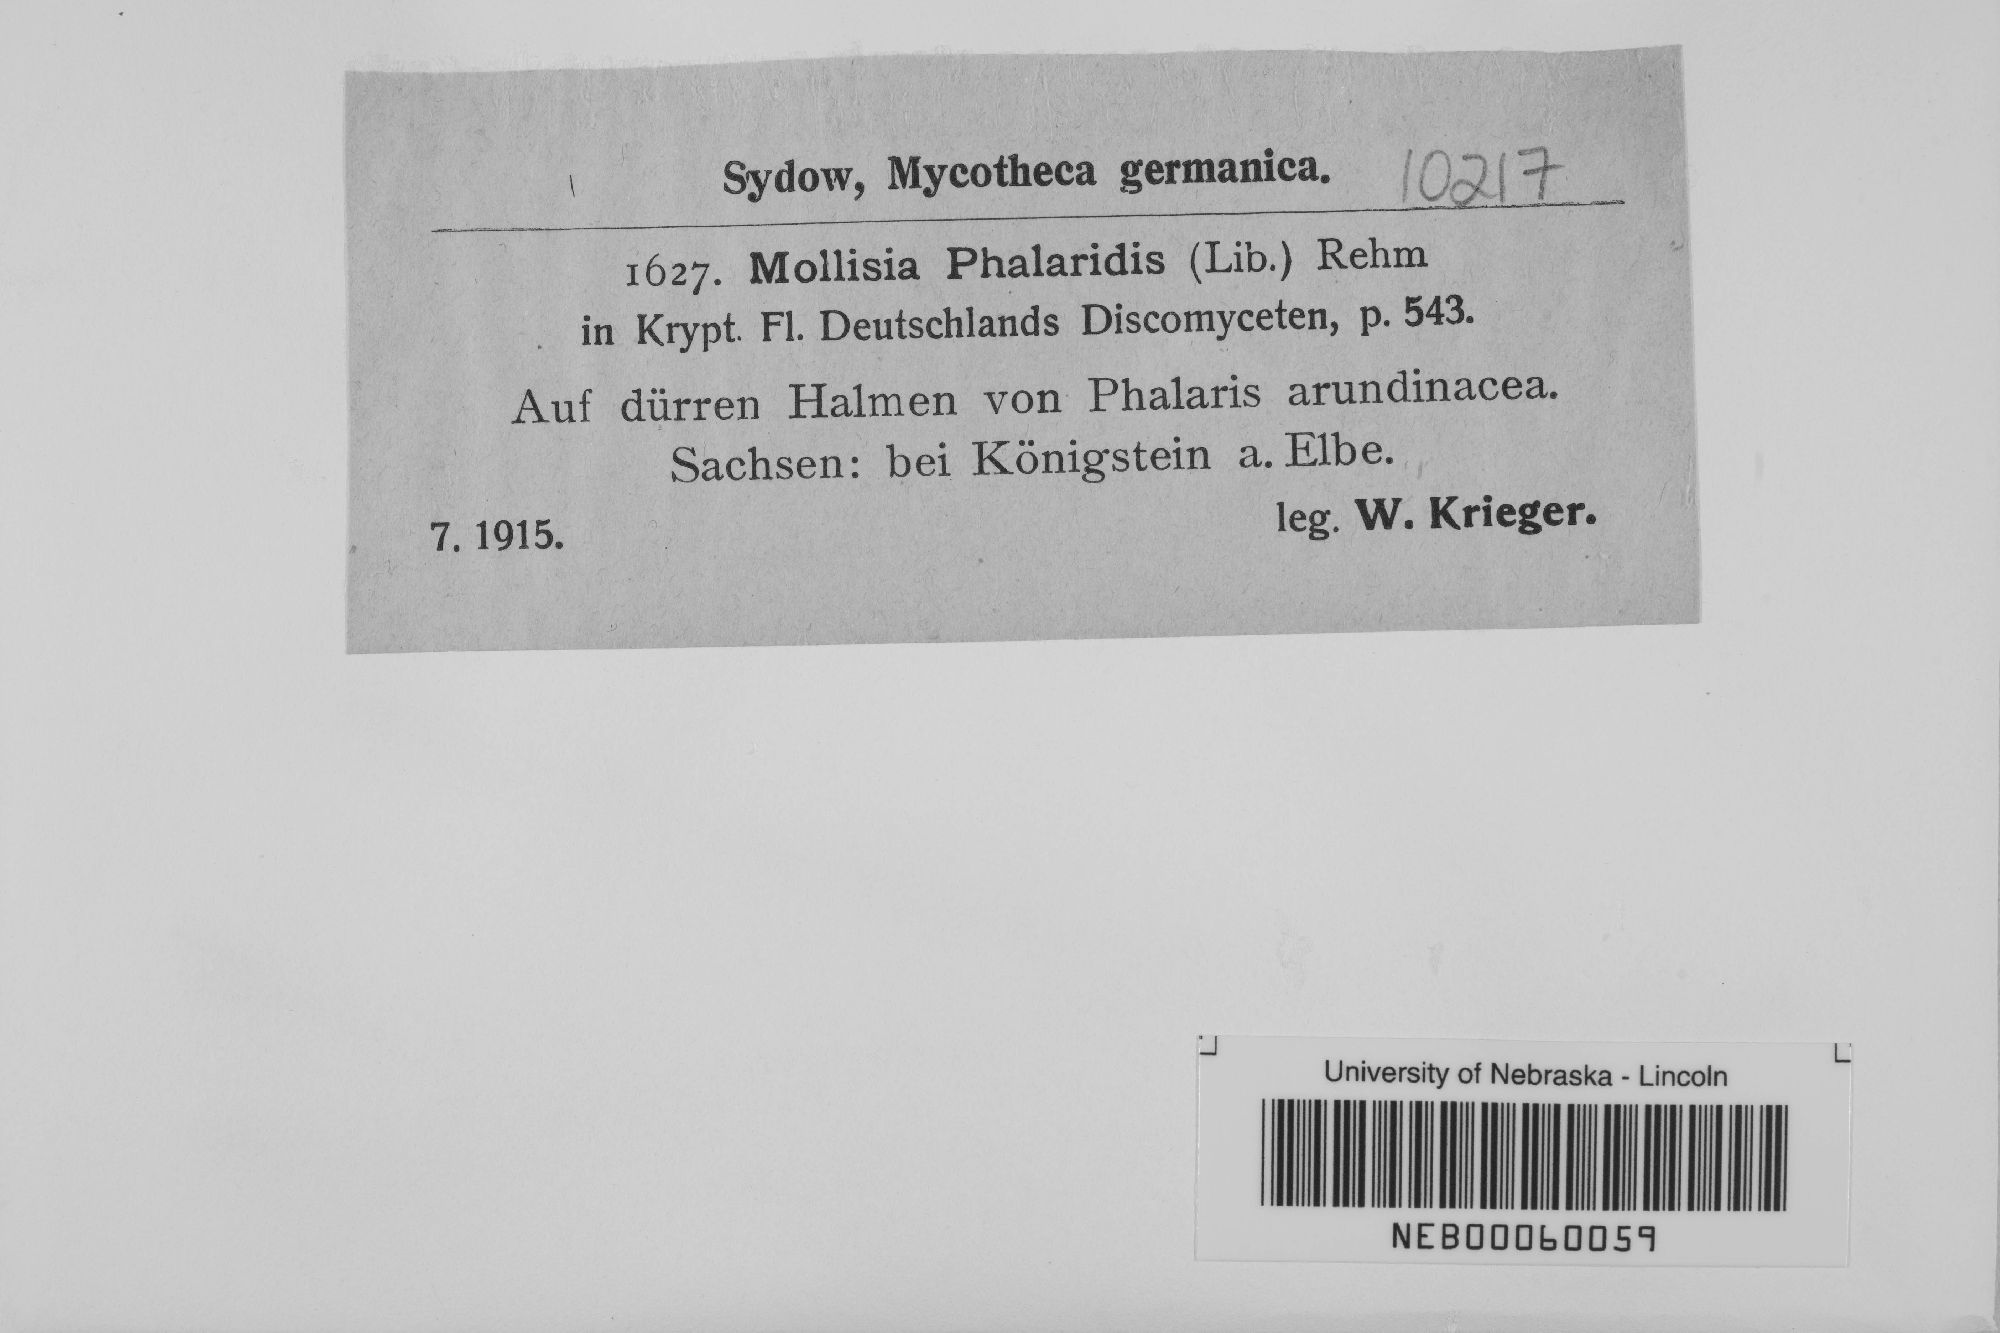 Sydow, Mycotheca germanica. 10217
1627. Mollisia Phalaridis (Lib.) Rehm
in Krypt. Fl. Deutschlands Discomyceten, p. 543.
Auf dürren Halmen von Phalaris arundinacea.
Sachsen: bei Königstein a. Elbe.
7. 1915. leg. W. Krieger.
University of Nebraska - Lincoln
NEB00060059